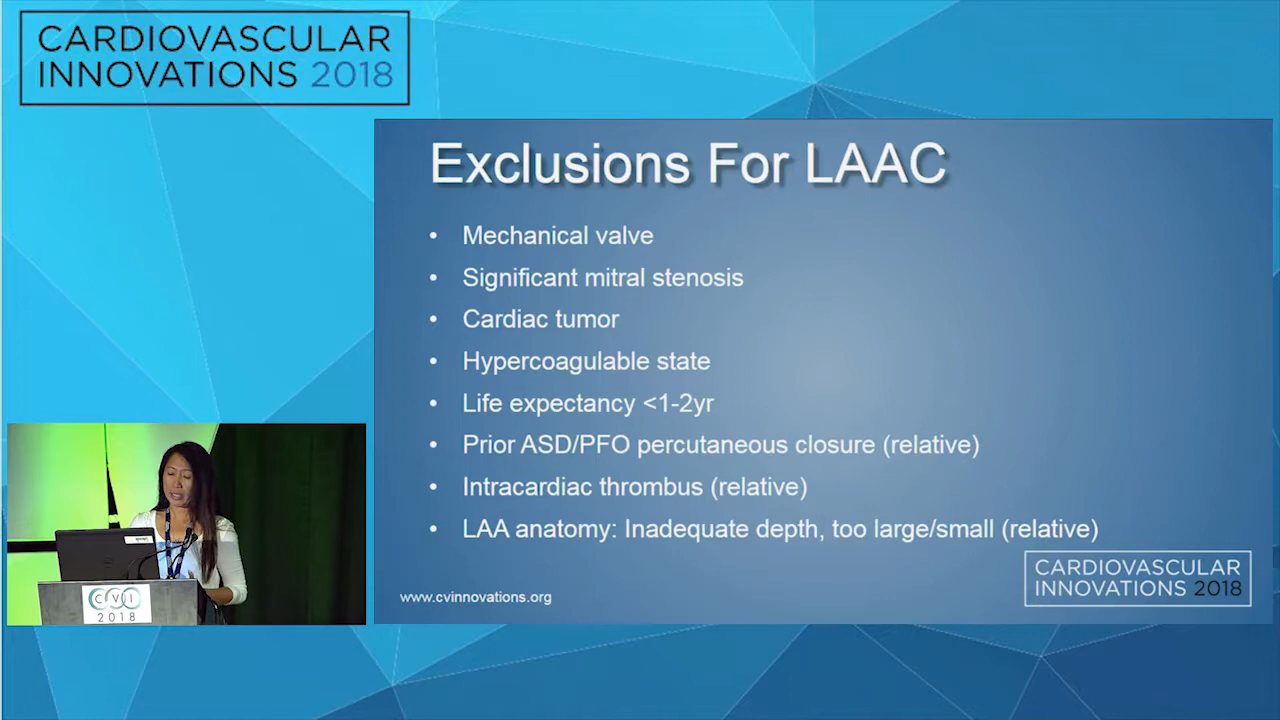 CARDIOVASCULAR
INNOVATIONS 2018
Exclusions For LAAC
• Mechanical valve
• Significant mitral stenosis
• Cardiac tumor
• Hypercoagulable state
• Life expectancy <1-2yr
• Prior ASD/PFO percutaneous closure (relative)
• Intracardiac thrombus (relative)
• LAA anatomy: Inadequate depth, too large/small (relative)
www.cvinnovations.org
CARDIOVASCULAR
INNOVATIONS 2018
CVI
2018